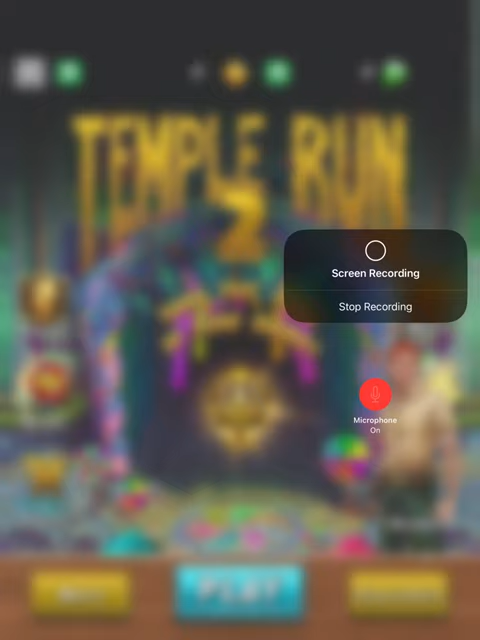 TEMPLE RUN
2
Screen Recording
Stop Recording
Microphone
On
PLAY